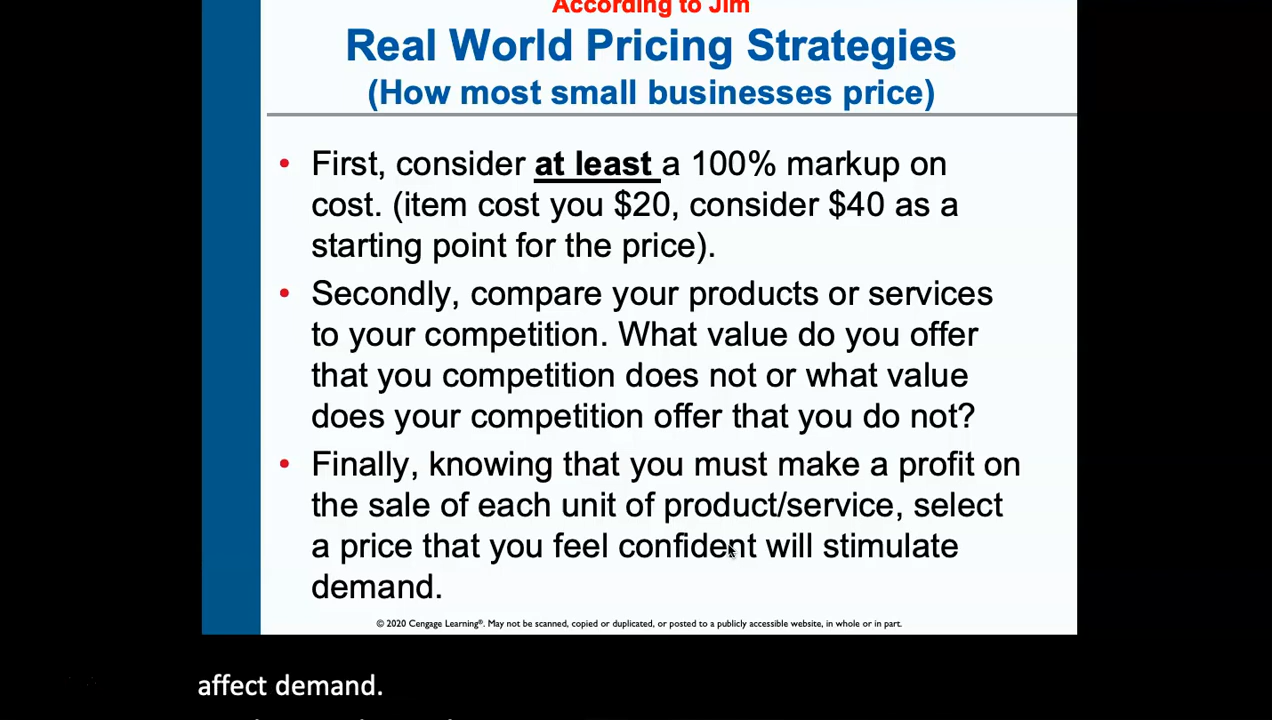 According to Jim
Real World Pricing Strategies
(How most small businesses price)
• First, consider at least a 100% markup on
cost. (item cost you $20, consider $40 as a
starting point for the price).
• Secondly, compare your products or services
to your competition. What value do you offer
that you competition does not or what value
does your competition offer that you do not?
• Finally, knowing that you must make a profit on
the sale of each unit of product/service, select
a price that you feel confident will stimulate
demand.
© 2020 Cengage Learning®. May not be scanned, copied or duplicated, or posted to a publicly accessible website, in whole or in part.
affect demand.